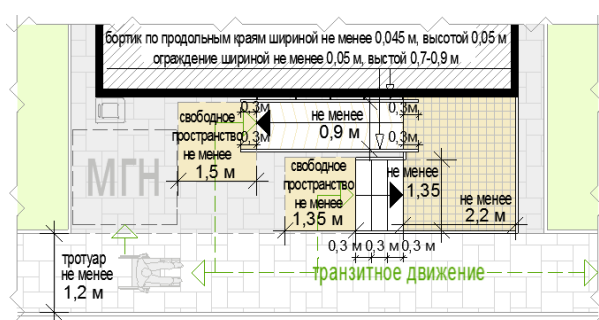 бортик по продольным краям шириной не менее 0,045 м, высотой 0,05 м
ограждение шириной не менее 0,05 м, выстой 0,7-0,9 м
0,3м
0,3м
свободное
пространство
не менее
1,5 м
не менее
0,9 м
0,3м
0,3м
МГН
свободное
пространство
не менее
1,35 м
не менее
1,35
не менее
2,2 м
0,3 м 0,3 м 0,3 м
тротуар
не менее
1,2 м
транзитное движение